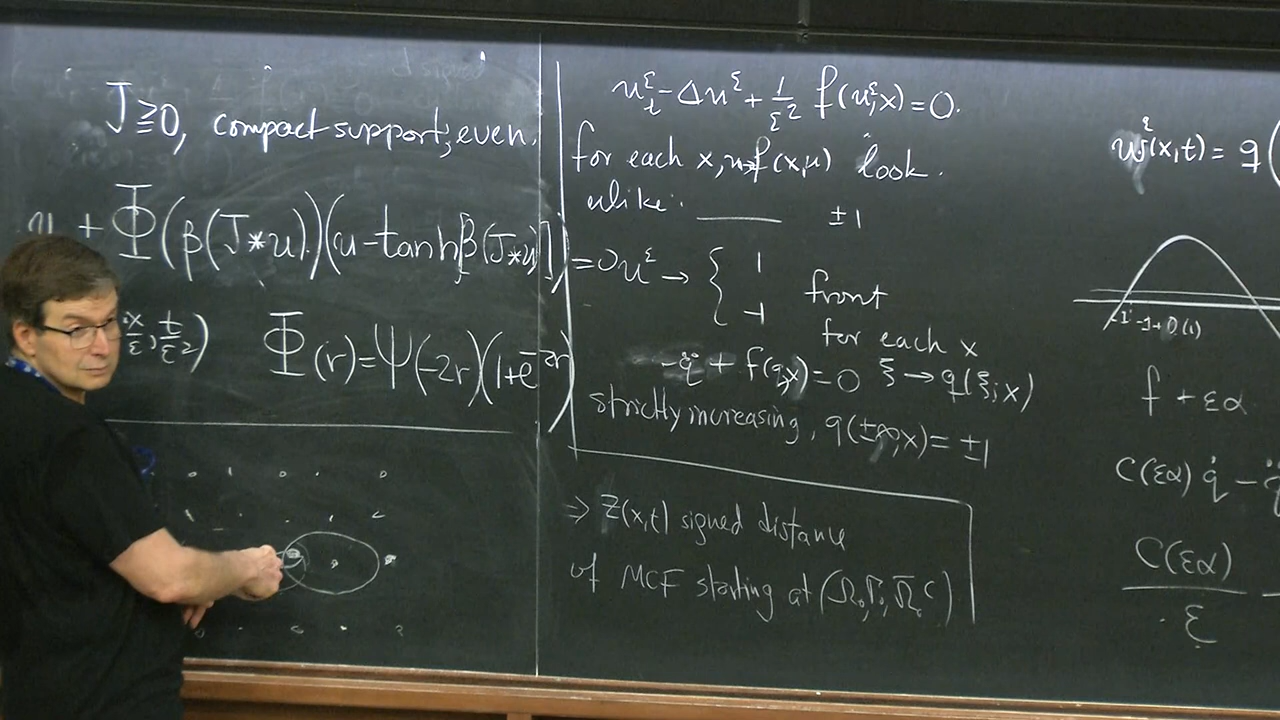 J ≧ 0, compact support, even.
+ Φ(β(J*u))(u-tanh[β(J*u)]) = 0
x/ε, t/ε²)
Φ(r)=Ψ(-2r)(1+e^{-2r})
u^ε_t - Δu^ε + 1/ε² f(u^ε,x)=0.
for each x, u→f(x,u) look
like: ±1
u^ε → { 1
-1
front
for each x
-q̈ + f(q,x)=0 ξ → q(ξ;x)
strictly increasing, q(±∞,x)= ±1
⇒ Z(x,t) signed distance
of MCF starting at (Ω₀,Γ₀,Ω̄₀ᶜ)
w^ε(x,t) = q(
-1 -1+O(1)
f + εα
C(εα) q̇ -
C(εα)
ε